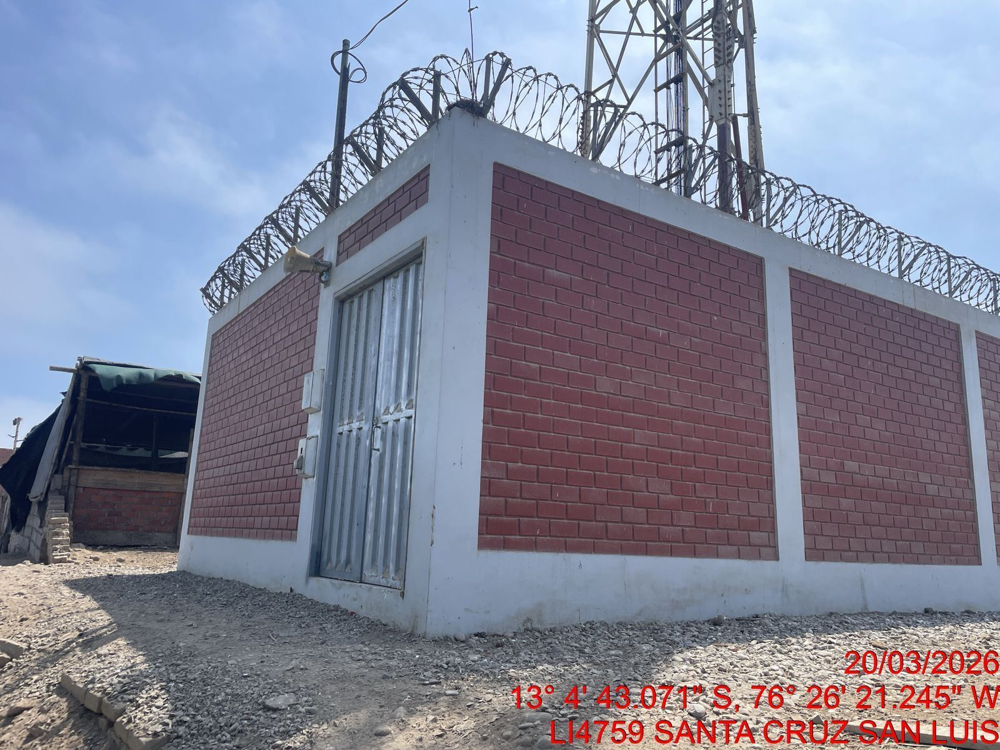 20/03/2026
13° 4' 43.071" S, 76° 26' 21.245" W
LI4759 SANTA CRUZ SAN LUIS